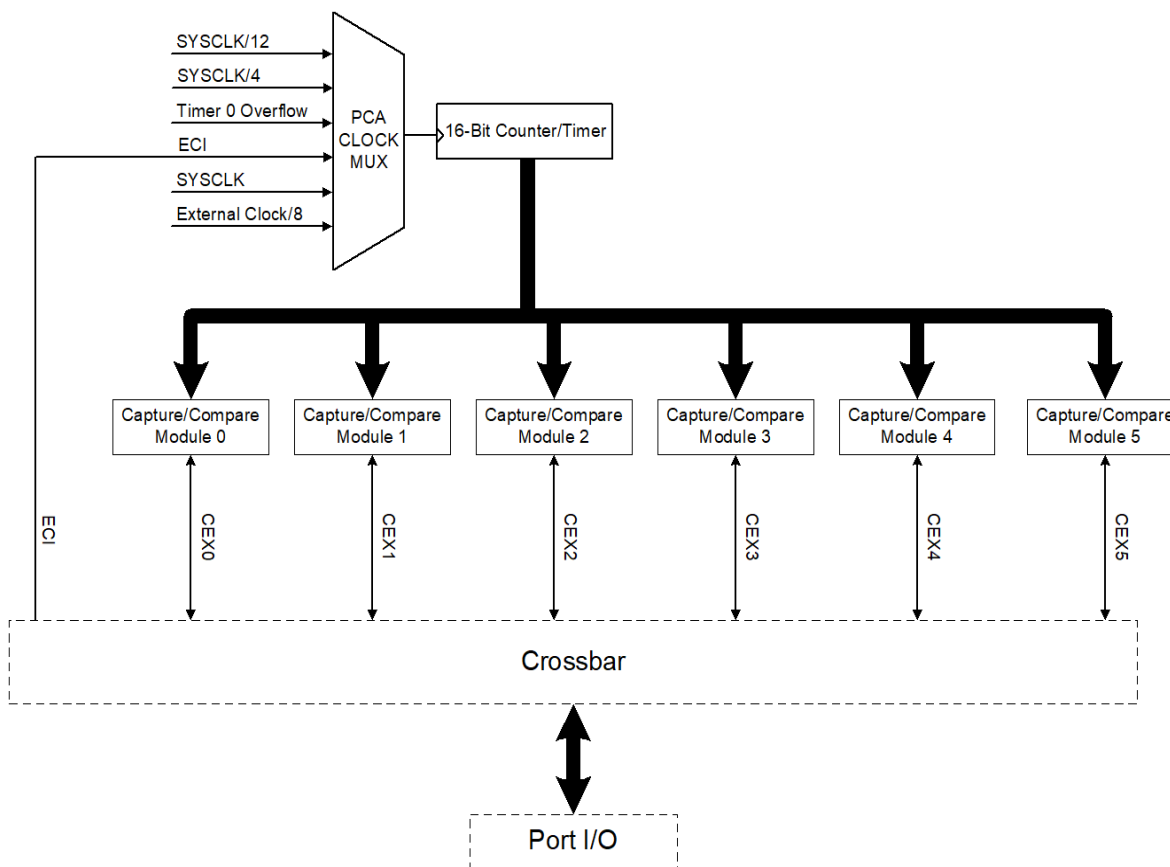 SYSCLK/12
SYSCLK/4
Timer 0 Overflow
ECI
SYSCLK
External Clock/8
PCA
CLOCK
MUX
16-Bit Counter/Timer
Capture/Compare
Module 0
Capture/Compare
Module 1
Capture/Compare
Module 2
Capture/Compare
Module 3
Capture/Compare
Module 4
Capture/Compare
Module 5
ECI
CEX0
CEX1
CEX2
CEX3
CEX4
CEX5
Crossbar
Port I/O